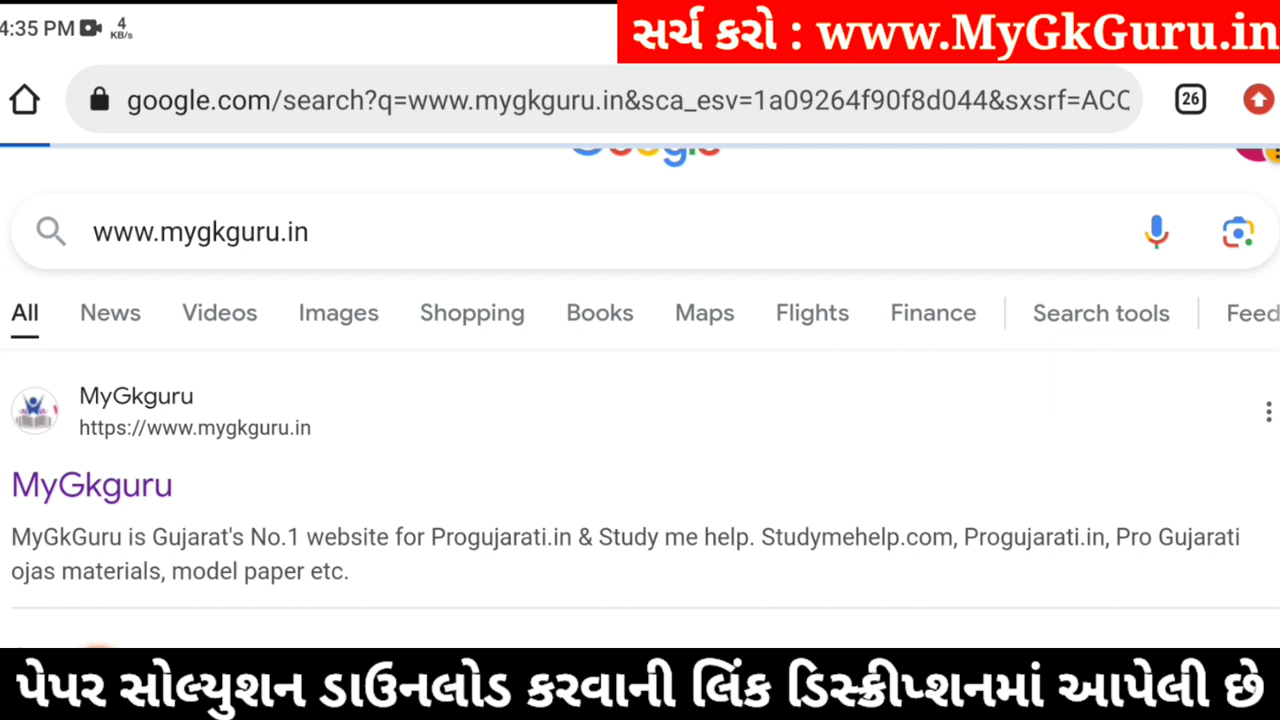 4:35 PM 4 KB/s
સર્ચ કરો : www.MyGkGuru.in
google.com/search?q=www.mygkguru.in&sca_esv=1a09264f90f8d044&sxsrf=ACC
26
www.mygkguru.in
All News Videos Images Shopping Books Maps Flights Finance Search tools Feed
MyGkguru
https://www.mygkguru.in
MyGkguru
MyGkGuru is Gujarat's No.1 website for Progujarati.in & Study me help. Studymehelp.com, Progujarati.in, Pro Gujarati
ojas materials, model paper etc.
પેપર સોલ્યુશન ડાઉનલોડ કરવાની લિંક ડિસ્ક્રીપ્શનમાં આપેલી છે